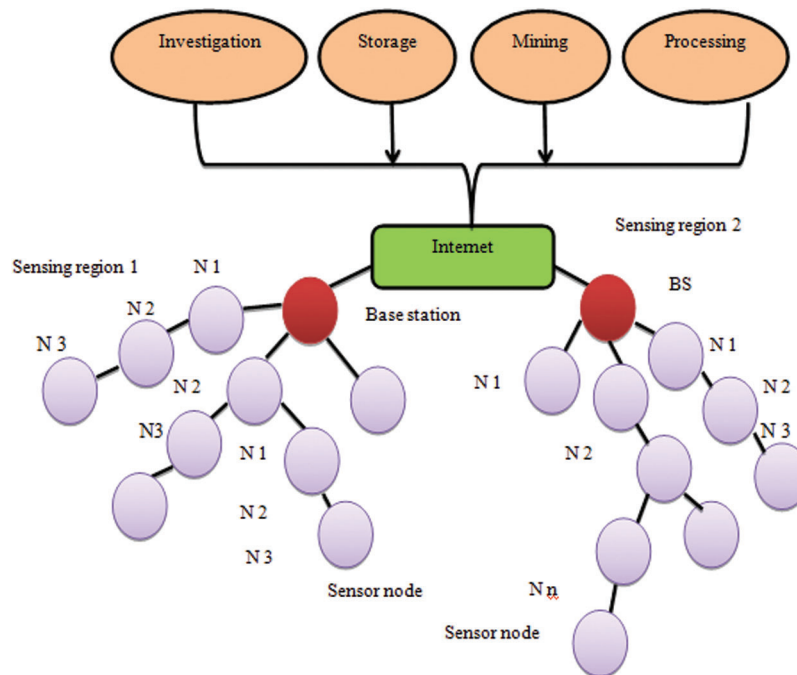 Investigation
Storage
Mining
Processing
Internet
Sensing region 2
Sensing region 1
N 1
BS
N 2
Base station
N 3
N 1
N 2
N 1
N 2
N3
N 1
N 2
N 3
N 2
N 3
Sensor node
N n
Sensor node